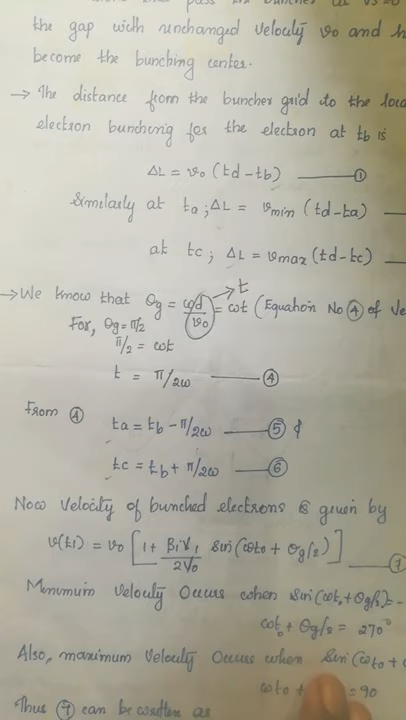 the gap with unchanged velocity v0 and
become the bunching center.
→ The distance from the buncher grid to the
electron bunching for the electron at tb is
ΔL = v0 (td - tb) ——— ①
Similarly at ta; ΔL = vmin (td - ta) —
at tc; ΔL = vmax (td - tc) —
→ We know that θg = ωd/v0 = ωt (Equation No ④ of
t
For, θg = π/2
π/2 = ωt
t = π/2ω ——— ④
From ④
ta = tb - π/2ω ——— ⑤ &
tc = tb + π/2ω ——— ⑥
Now Velocity of bunched electrons is given by
v(t1) = v0 [1 + βiV1/2V0 sin(ωt0 + θg/2)] — ⑦
Minimum velocity occurs when sin(ωt0 + θg/2) = -
ωt0 + θg/2 = 270°
Also, maximum velocity occurs when sin(ωt0 +
ωt0 + = 90
Thus ⑦ can be written as